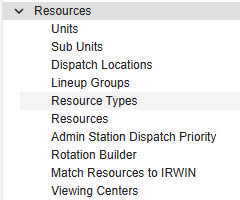 Resources
Units
Sub Units
Dispatch Locations
Lineup Groups
Resource Types
Resources
Admin Station Dispatch Priority
Rotation Builder
Match Resources to IRWIN
Viewing Centers